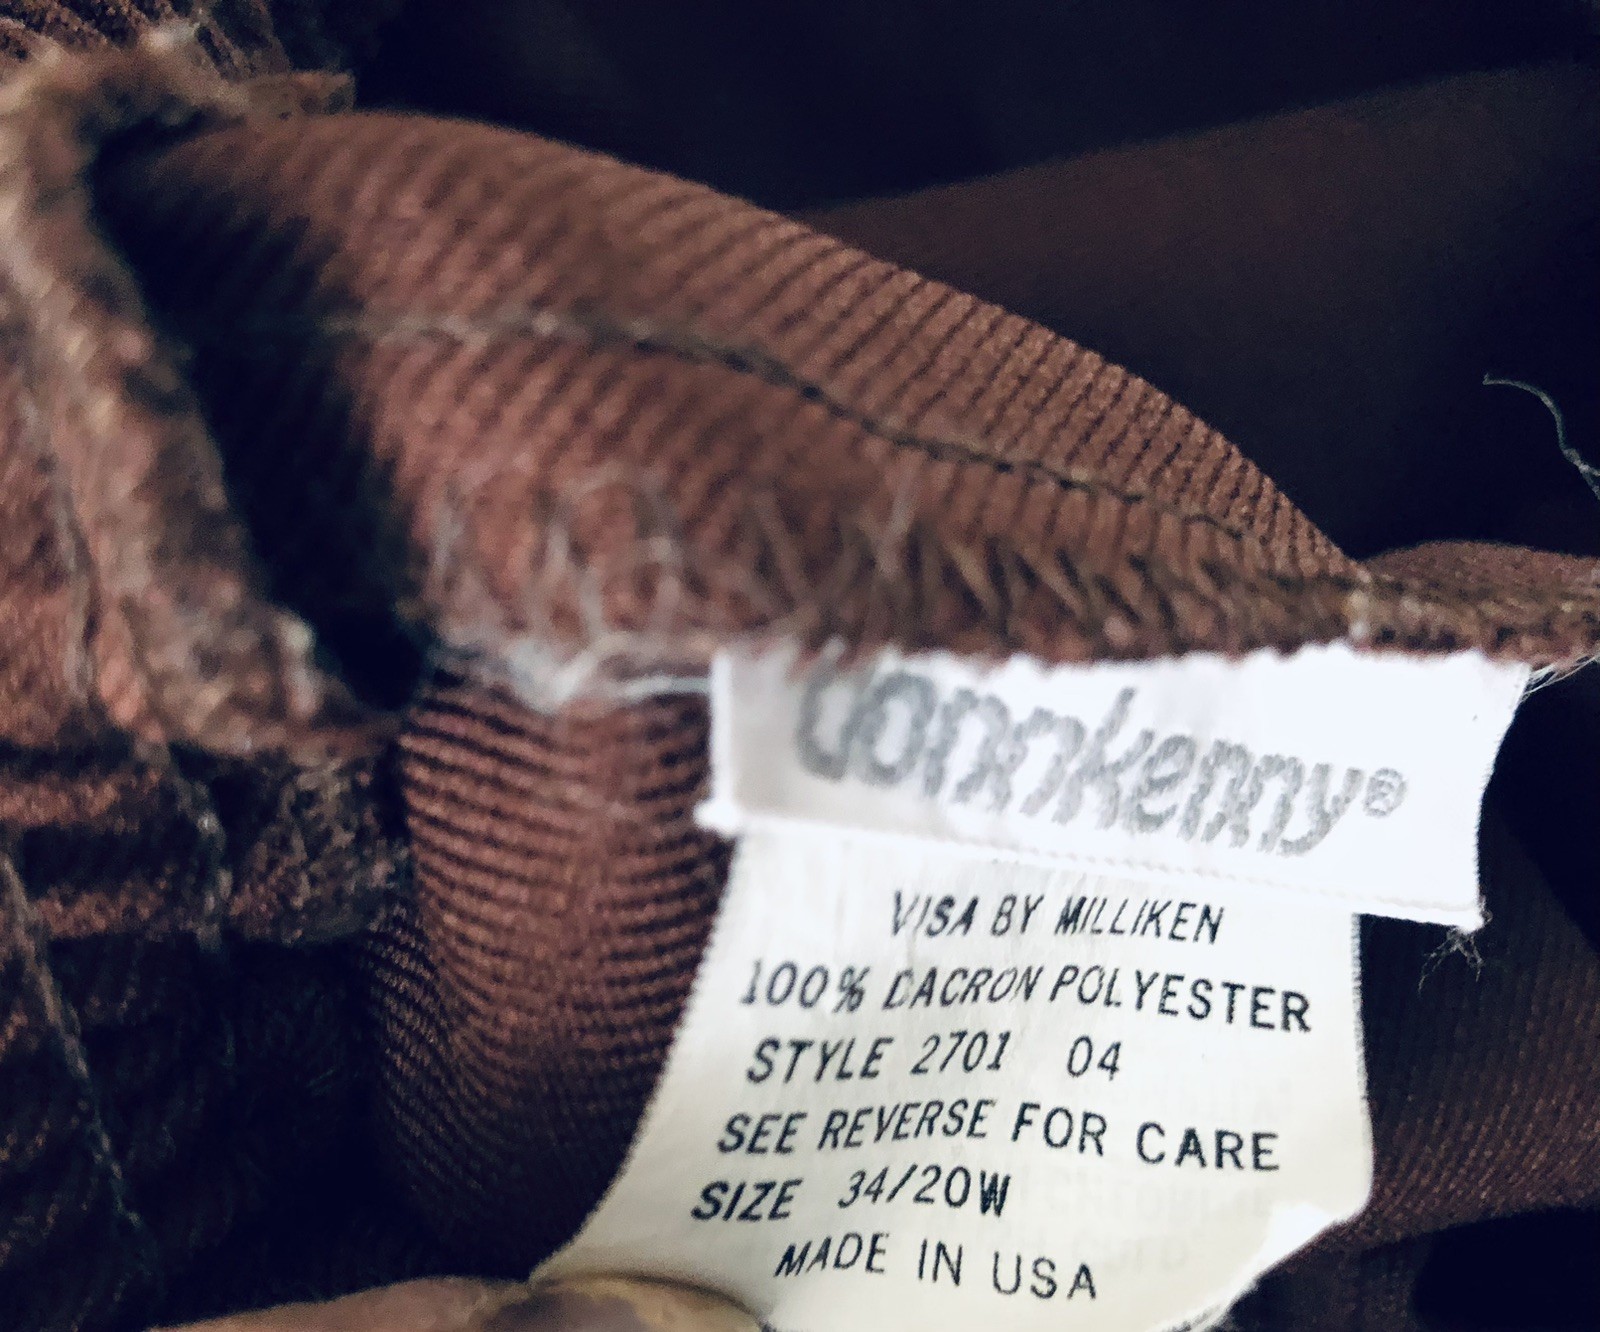 donnkenny®
VISA BY MILLIKEN
100% DACRON POLYESTER
STYLE 2701 04
SEE REVERSE FOR CARE
SIZE 34/20W
MADE IN USA